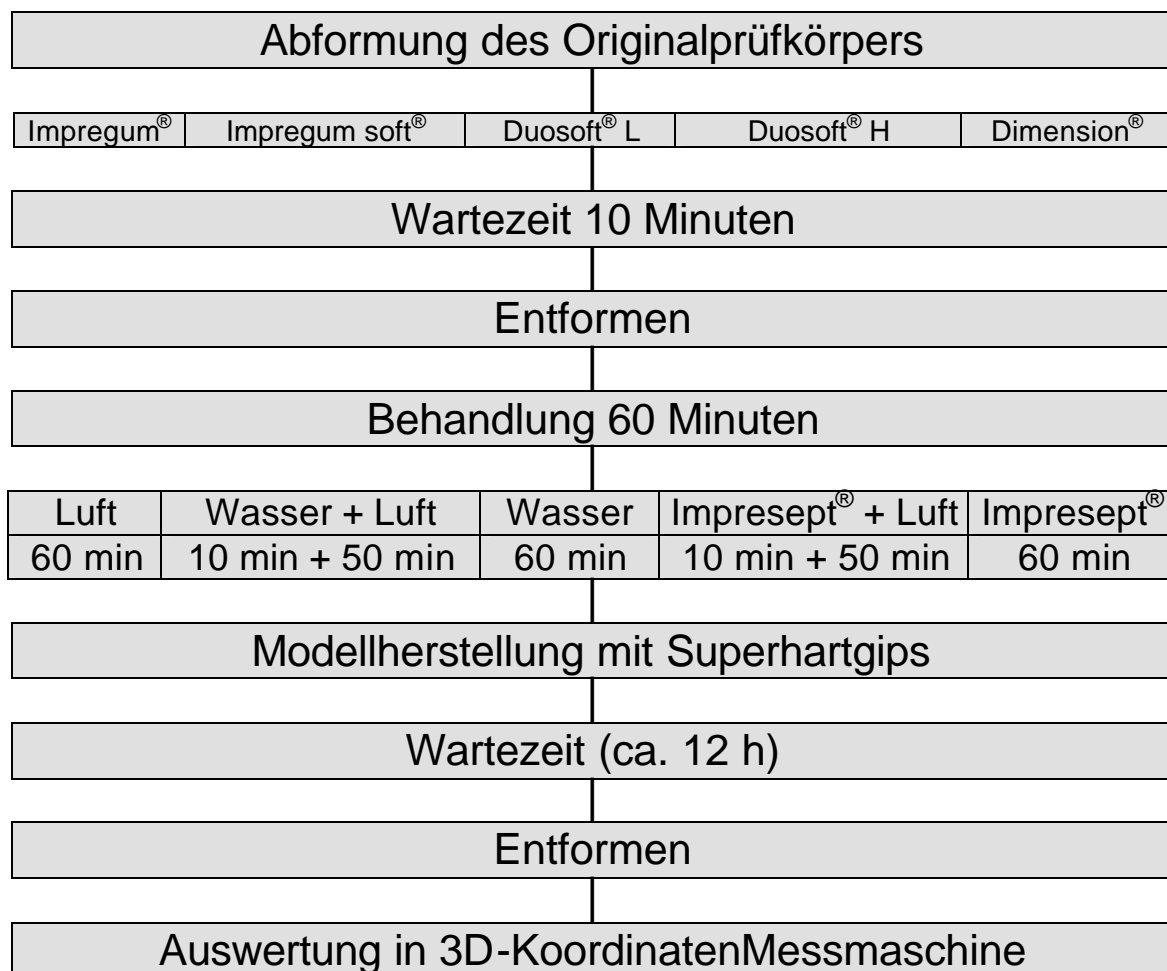 Abformung des Originalprüfkörpers
Impregum® Impregum soft® Duosoft® L Duosoft® H Dimension®
Wartezeit 10 Minuten
Entformen
Behandlung 60 Minuten
Luft Wasser + Luft Wasser Impresept® + Luft Impresept®
60 min 10 min + 50 min 60 min 10 min + 50 min 60 min
Modellherstellung mit Superhartgips
Wartezeit (ca. 12 h)
Entformen
Auswertung in 3D-KoordinatenMessmaschine